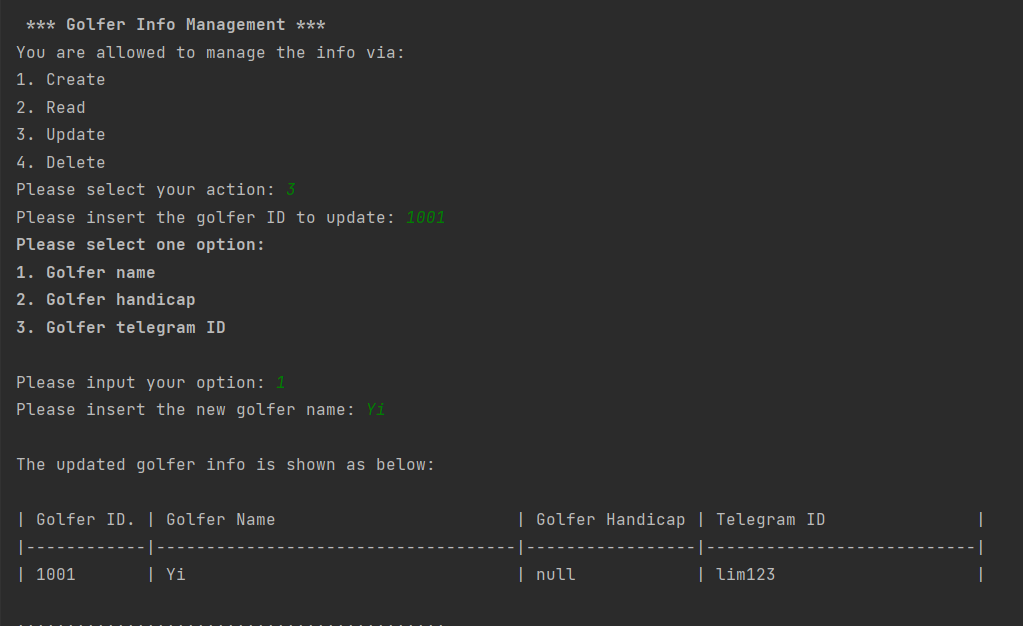 *** Golfer Info Management ***
You are allowed to manage the info via:
1. Create
2. Read
3. Update
4. Delete
Please select your action: 3
Please insert the golfer ID to update: 1001
Please select one option:
1. Golfer name
2. Golfer handicap
3. Golfer telegram ID
Please input your option: 1
Please insert the new golfer name: Yi
The updated golfer info is shown as below:
| Golfer ID. | Golfer Name                        | Golfer Handicap | Telegram ID               |
|------------|------------------------------------|-----------------|---------------------------|
| 1001       | Yi                                 | null            | lim123                    |